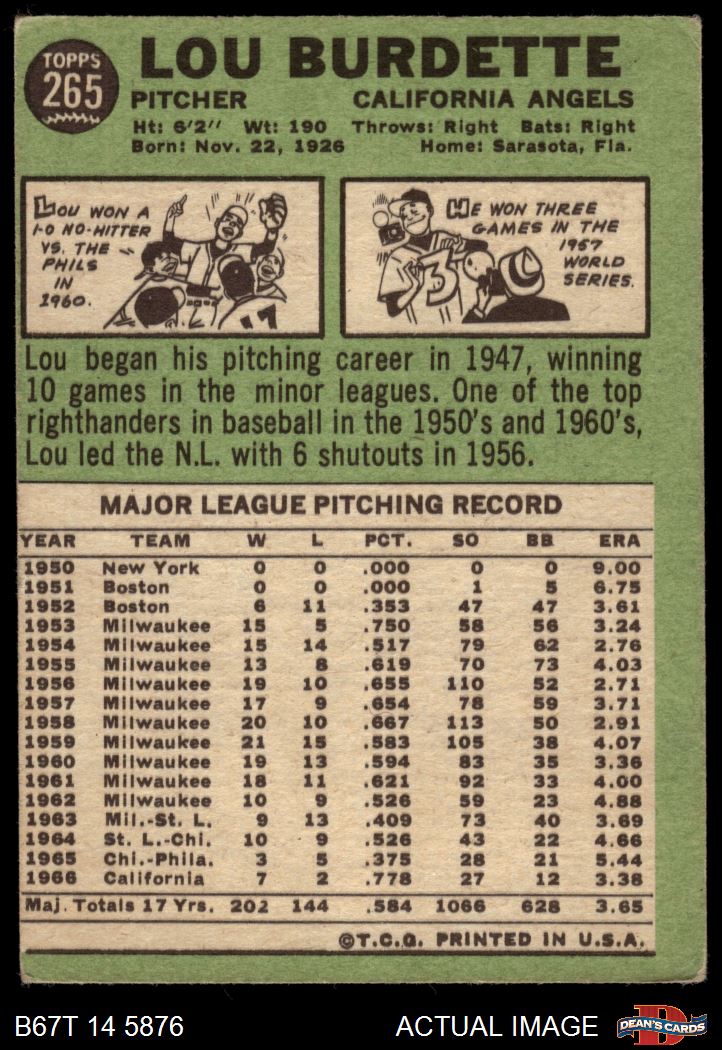 TOPPS
265
LOU BURDETTE
PITCHER CALIFORNIA ANGELS
Ht: 6'2" Wt: 190 Throws: Right Bats: Right
Born: Nov. 22, 1926 Home: Sarasota, Fla.
LOU WON A
1-0 NO-HITTER
VS. THE
PHILS
IN
1960.
17
HE WON THREE
GAMES IN THE
1957
WORLD
SERIES.
3
Lou began his pitching career in 1947, winning
10 games in the minor leagues. One of the top
righthanders in baseball in the 1950's and 1960's,
Lou led the N.L. with 6 shutouts in 1956.
MAJOR LEAGUE PITCHING RECORD
YEAR TEAM W L PCT. SO BB ERA
1950 New York 0 0 .000 0 0 9.00
1951 Boston 0 0 .000 1 5 6.75
1952 Boston 6 11 .353 47 47 3.61
1953 Milwaukee 15 5 .750 58 56 3.24
1954 Milwaukee 15 14 .517 79 62 2.76
1955 Milwaukee 13 8 .619 70 73 4.03
1956 Milwaukee 19 10 .655 110 52 2.71
1957 Milwaukee 17 9 .654 78 59 3.71
1958 Milwaukee 20 10 .667 113 50 2.91
1959 Milwaukee 21 15 .583 105 38 4.07
1960 Milwaukee 19 13 .594 83 35 3.36
1961 Milwaukee 18 11 .621 92 33 4.00
1962 Milwaukee 10 9 .526 59 23 4.88
1963 Mil.-St. L. 9 13 .409 73 40 3.69
1964 St. L.-Chi. 10 9 .526 43 22 4.66
1965 Chi.-Phila. 3 5 .375 28 21 5.44
1966 California 7 2 .778 27 12 3.38
Maj. Totals 17 Yrs. 202 144 .584 1066 628 3.65
©T.C.G. PRINTED IN U.S.A.
B67T 14 5876 ACTUAL IMAGE
D
DEAN'S CARDS